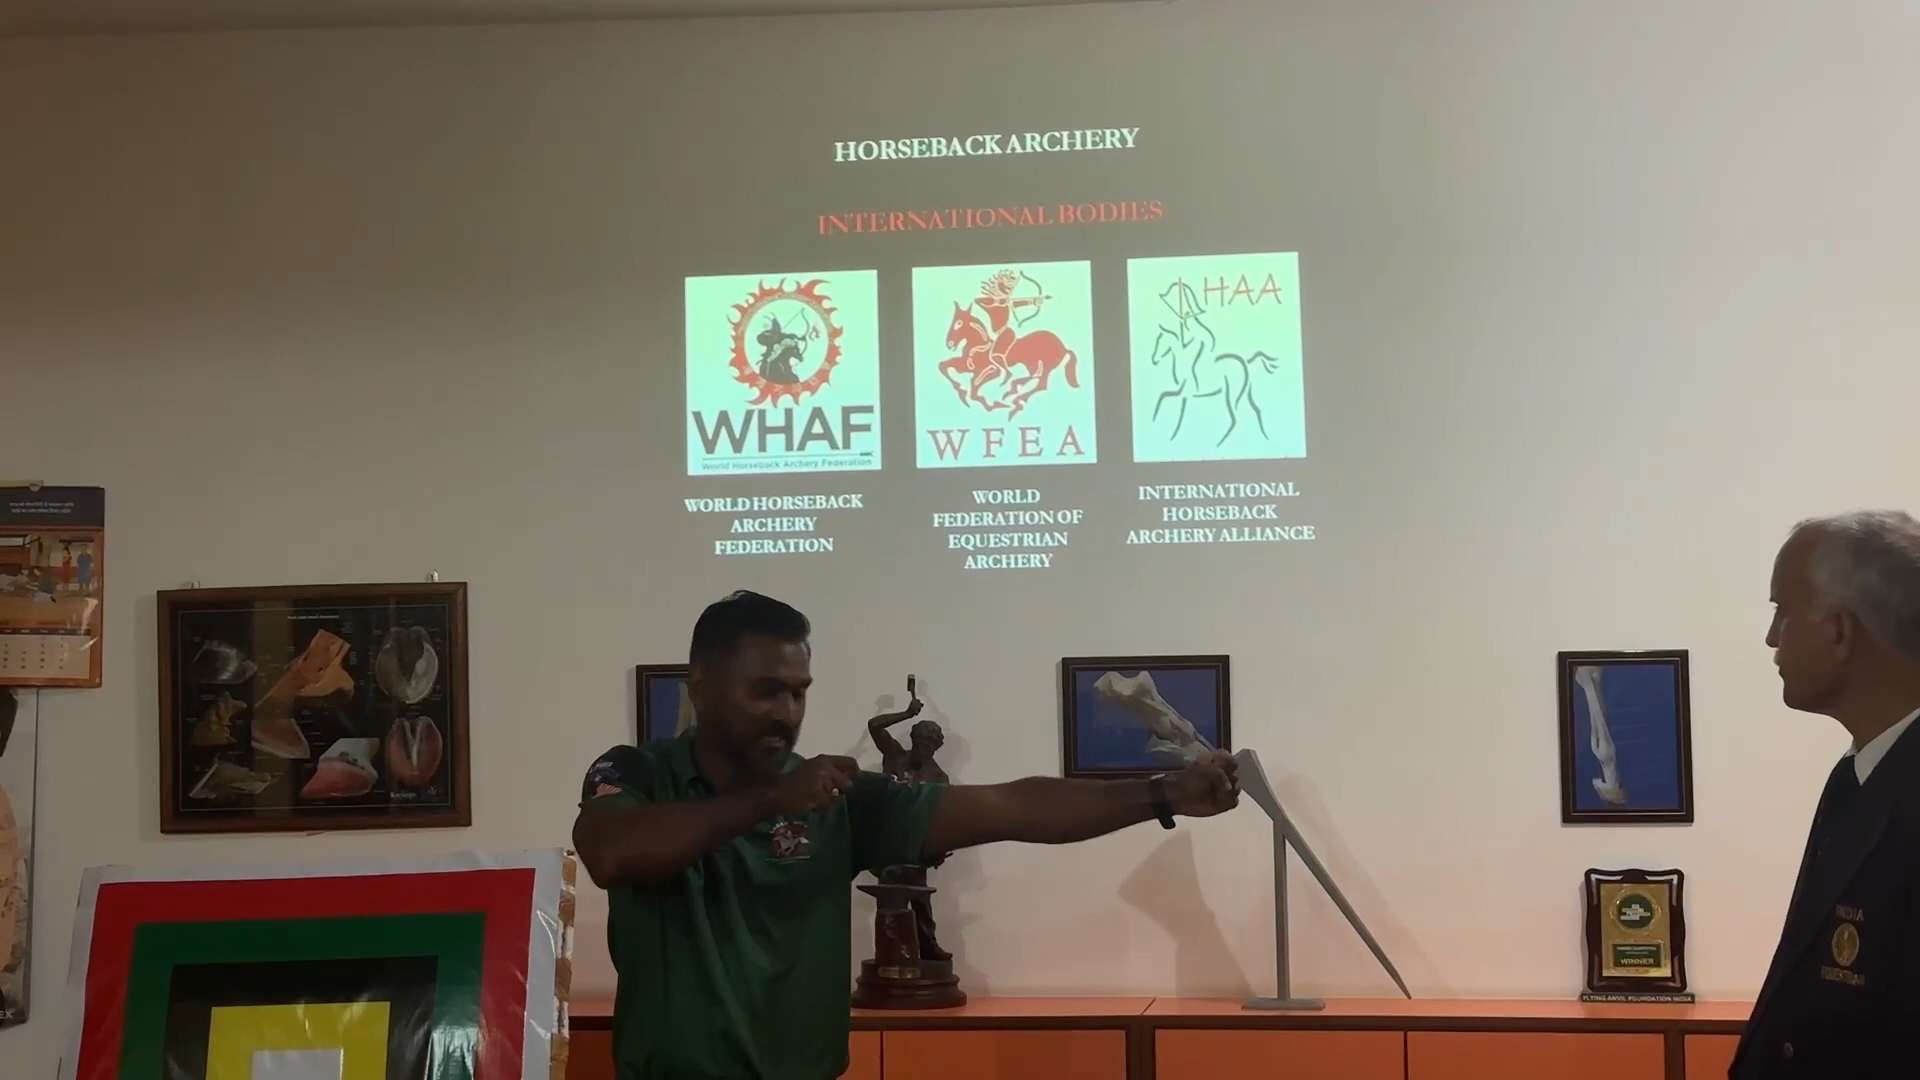 HORSEBACK ARCHERY
INTERNATIONAL BODIES
WHAF
World Horseback Archery Federation
WFEA
HAA
WORLD HORSEBACK
ARCHERY
FEDERATION
WORLD
FEDERATION OF
EQUESTRIAN
ARCHERY
INTERNATIONAL
HORSEBACK
ARCHERY ALLIANCE
INDIA
EQUESTRIAN
WINNER
FLYING ANVIL FOUNDATION INDIA